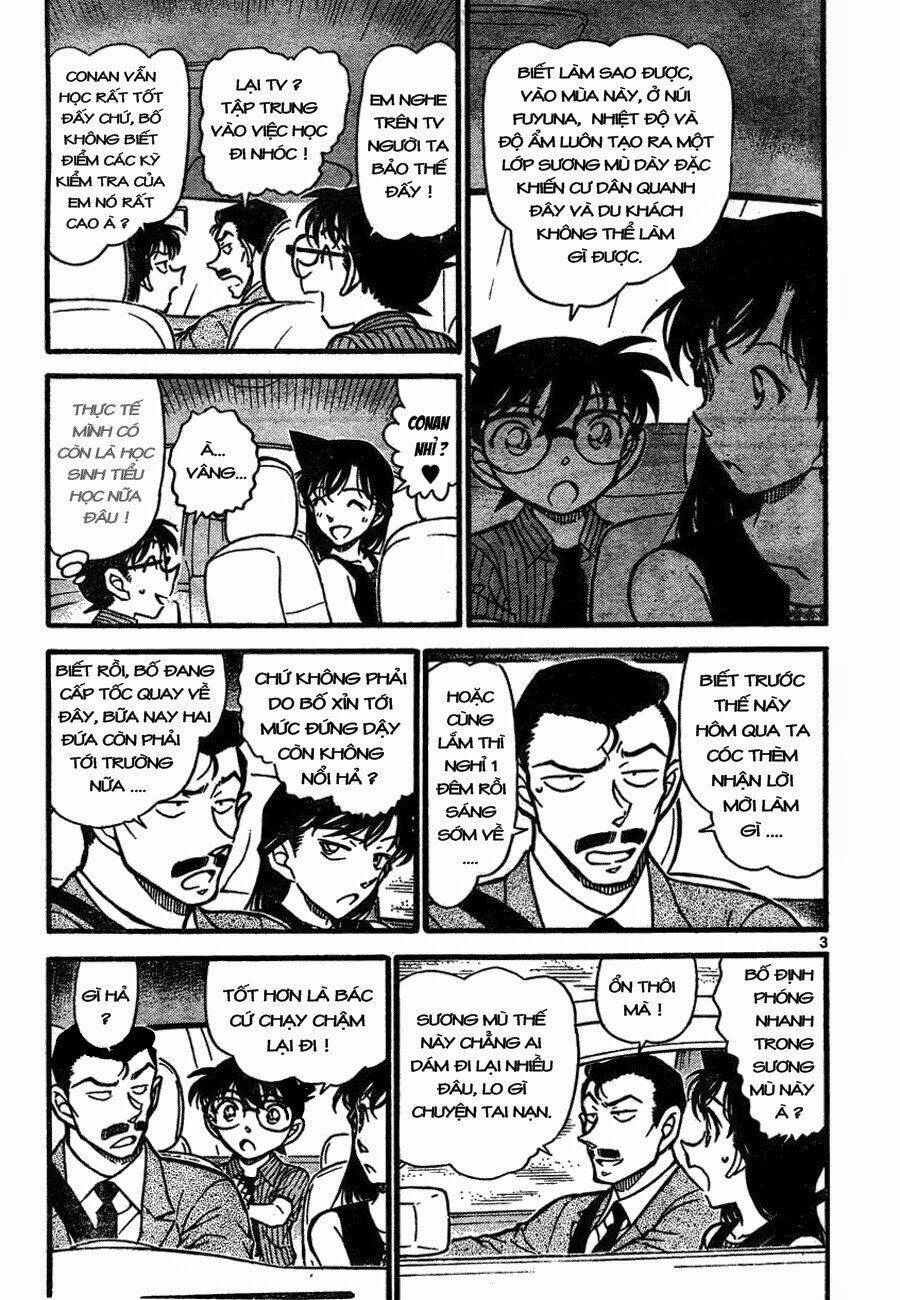 BIẾT LÀM SAO ĐƯỢC,
VÀO MÙA NÀY, Ở NÚI
FUYUNA, NHIỆT ĐỘ VÀ
ĐỘ ẨM LUÔN TẠO RA MỘT
LỚP SƯƠNG MÙ DÀY ĐẶC
KHIẾN CƯ DÂN QUANH
ĐÂY VÀ DU KHÁCH
KHÔNG THỂ LÀM
GÌ ĐƯỢC.
EM NGHE
TRÊN TV
NGƯỜI TA
BẢO THẾ
ĐẤY !
LẠI TV ?
TẬP TRUNG
VÀO VIỆC HỌC
ĐI NHÓC !
CONAN VẪN
HỌC RẤT TỐT
ĐẤY CHỨ, BỐ
KHÔNG BIẾT
ĐIỂM CÁC KỲ
KIỂM TRA CỦA
EM NÓ RẤT
CAO À ?
CONAN
NHỈ ?
♥
À...
VÂNG...
THỰC TẾ
MÌNH CÓ
CÒN LÀ HỌC
SINH TIỂU
HỌC NỮA
ĐÂU !
BIẾT TRƯỚC
THẾ NÀY
HÔM QUA TA
CÓC THÈM
NHẬN LỜI
MỜI LÀM
GÌ ....
HOẶC
CÙNG
LẮM THÌ
NGHỈ 1
ĐÊM RỒI
SÁNG
SỚM VỀ
....
CHỨ KHÔNG PHẢI
DO BỐ XỈN TỚI
MỨC ĐỨNG DẬY
CÒN KHÔNG
NỔI HẢ ?
BIẾT RỒI, BỐ ĐANG
CẤP TỐC QUAY VỀ
ĐÂY, BỮA NAY HAI
ĐỨA CÒN PHẢI
TỚI TRƯỜNG
NỮA ....
3
BỐ ĐỊNH
PHÓNG
NHANH
TRONG
SƯƠNG
MÙ NÀY
À ?
ỔN THÔI
MÀ !
SƯƠNG MÙ THẾ
NÀY CHẲNG AI
DÁM ĐI LẠI NHIỀU
ĐÂU, LO GÌ
CHUYỆN TAI NẠN.
TỐT HƠN LÀ BÁC
CỨ CHẠY CHẬM
LẠI ĐI !
GÌ HẢ
?